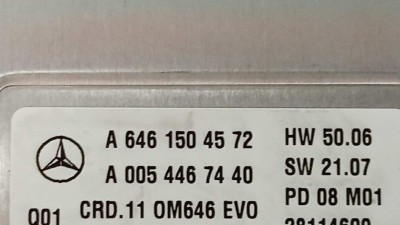 A 646 150 45 72 HW 50.06
A 005 446 74 40 SW 21.07
CRD.11 OM646 EVO PD 08 M01
Q01